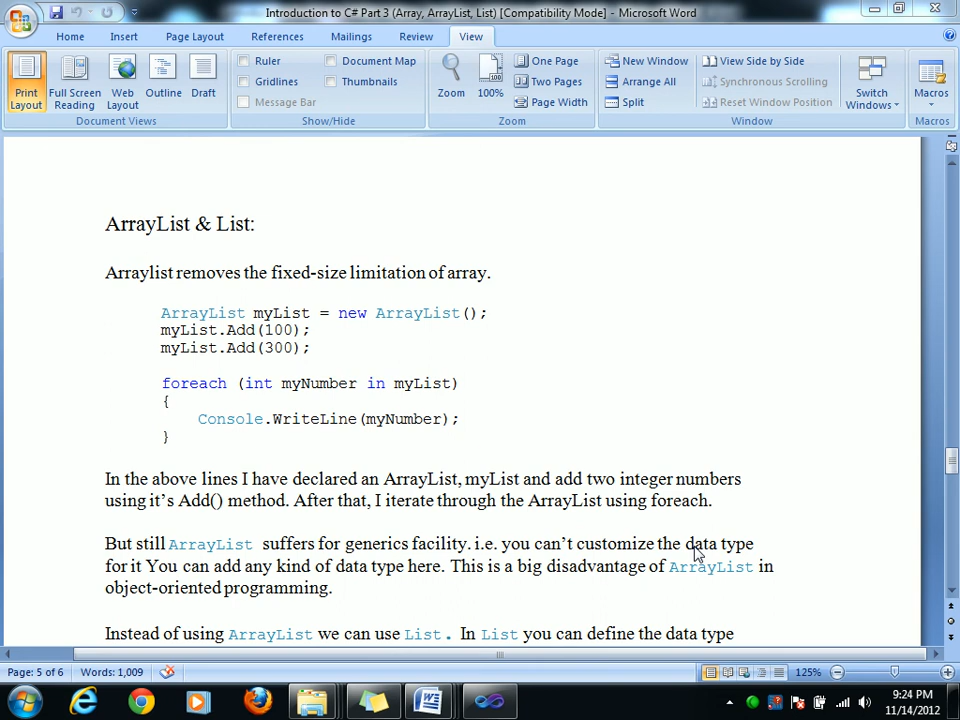 Introduction to C# Part 3 (Array, ArrayList, List) [Compatibility Mode] - Microsoft Word
Home Insert Page Layout References Mailings Review View
Print Layout
Full Screen Reading
Web Layout
Outline
Draft
Document Views
Ruler
Gridlines
Message Bar
Document Map
Thumbnails
Show/Hide
Zoom
100%
One Page
Two Pages
Page Width
Zoom
New Window
Arrange All
Split
View Side by Side
Synchronous Scrolling
Reset Window Position
Switch Windows
Window
Macros
Macros
ArrayList & List:
Arraylist removes the fixed-size limitation of array.
ArrayList myList = new ArrayList();
myList.Add(100);
myList.Add(300);
foreach (int myNumber in myList)
{
Console.WriteLine(myNumber);
}
In the above lines I have declared an ArrayList, myList and add two integer numbers
using it's Add() method. After that, I iterate through the ArrayList using foreach.
But still ArrayList suffers for generics facility. i.e. you can't customize the data type
for it You can add any kind of data type here. This is a big disadvantage of ArrayList in
object-oriented programming.
Instead of using ArrayList we can use List. In List you can define the data type
Page: 5 of 6 Words: 1,009 125%
9:24 PM
11/14/2012